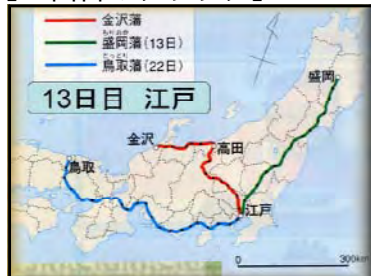 金沢藩
盛岡藩(13日)
鳥取藩(22日)
13日目 江戸
盛岡
金沢
高田
鳥取
江戸
0 300km